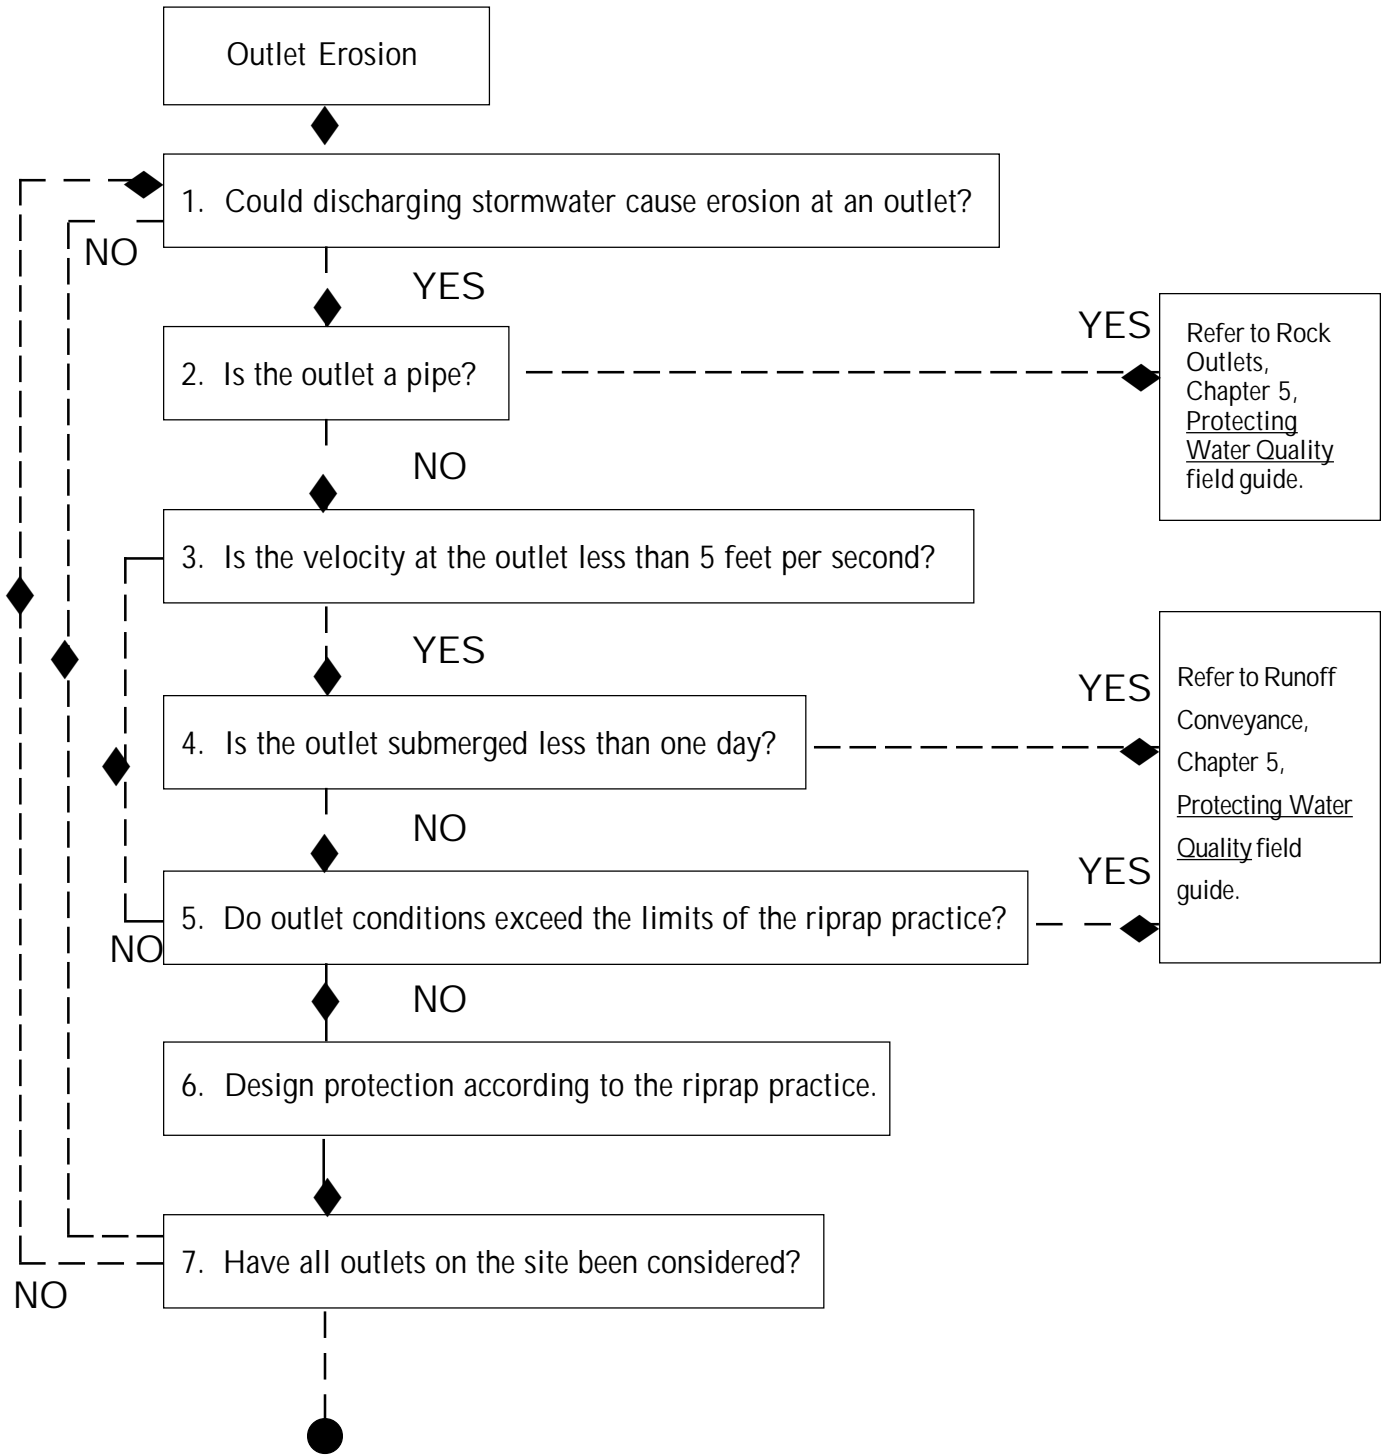 Outlet Erosion
1. Could discharging stormwater cause erosion at an outlet?
NO
YES
2. Is the outlet a pipe?
YES
Refer to Rock
Outlets,
Chapter 5,
Protecting
Water Quality
field guide.
NO
3. Is the velocity at the outlet less than 5 feet per second?
YES
4. Is the outlet submerged less than one day?
YES
Refer to Runoff
Conveyance,
Chapter 5,
Protecting Water
Quality field
guide.
NO
YES
5. Do outlet conditions exceed the limits of the riprap practice?
NO
NO
6. Design protection according to the riprap practice.
7. Have all outlets on the site been considered?
NO